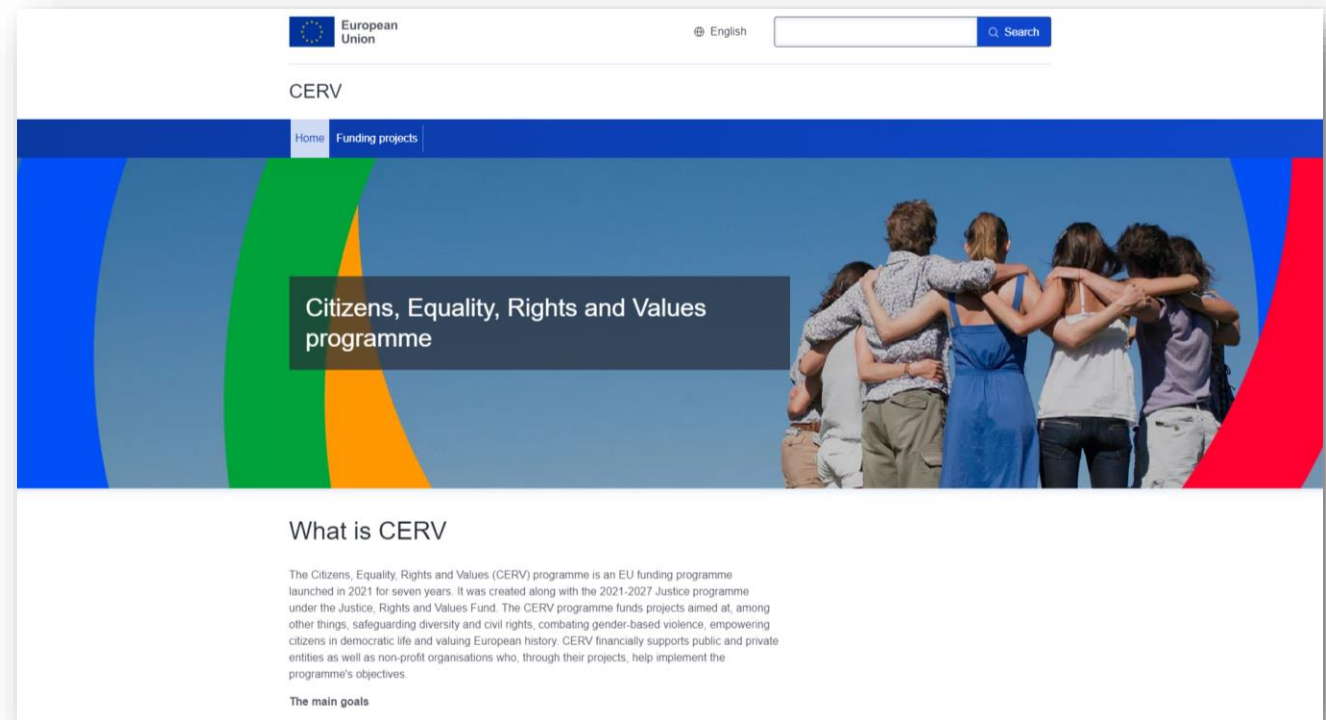 European
Union
English
Search
CERV
Home Funding projects
Citizens, Equality, Rights and Values
programme
What is CERV
The Citizens, Equality, Rights and Values (CERV) programme is an EU funding programme
launched in 2021 for seven years. It was created along with the 2021-2027 Justice programme
under the Justice, Rights and Values Fund. The CERV programme funds projects aimed at, among
other things, safeguarding diversity and civil rights, combating gender-based violence, empowering
citizens in democratic life and valuing European history. CERV financially supports public and private
entities as well as non-profit organisations who, through their projects, help implement the
programme's objectives.
The main goals